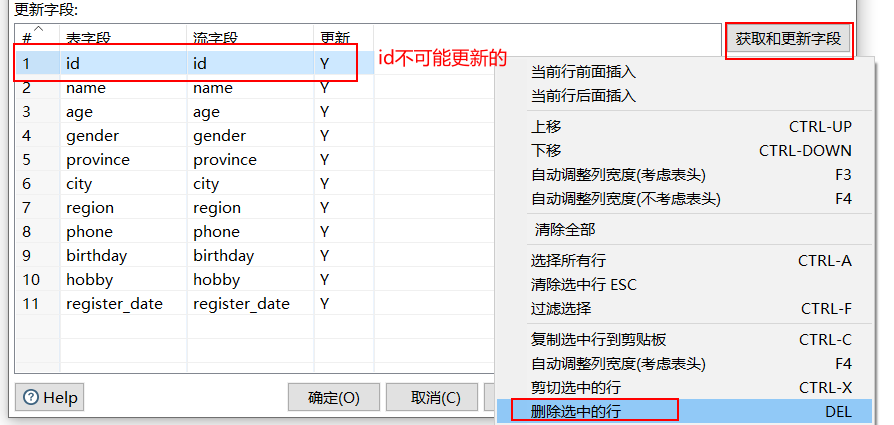 更新字段:
# 表字段 流字段 更新
1 id id Y
2 name name Y
3 age age Y
4 gender gender Y
5 province province Y
6 city city Y
7 region region Y
8 phone phone Y
9 birthday birthday Y
10 hobby hobby Y
11 register_date register_date Y
id不可能更新的
获取和更新字段
当前行前面插入
当前行后面插入
上移 CTRL-UP
下移 CTRL-DOWN
自动调整列宽度(考虑表头) F3
自动调整列宽度(不考虑表头) F4
清除全部
选择所有行 CTRL-A
清除选中行 ESC
过滤选择 CTRL-F
复制选中行到剪贴板 CTRL-C
自动调整列宽度(考虑表头) F4
剪切选中的行 CTRL-X
删除选中的行 DEL
Help 确定(O) 取消(C)